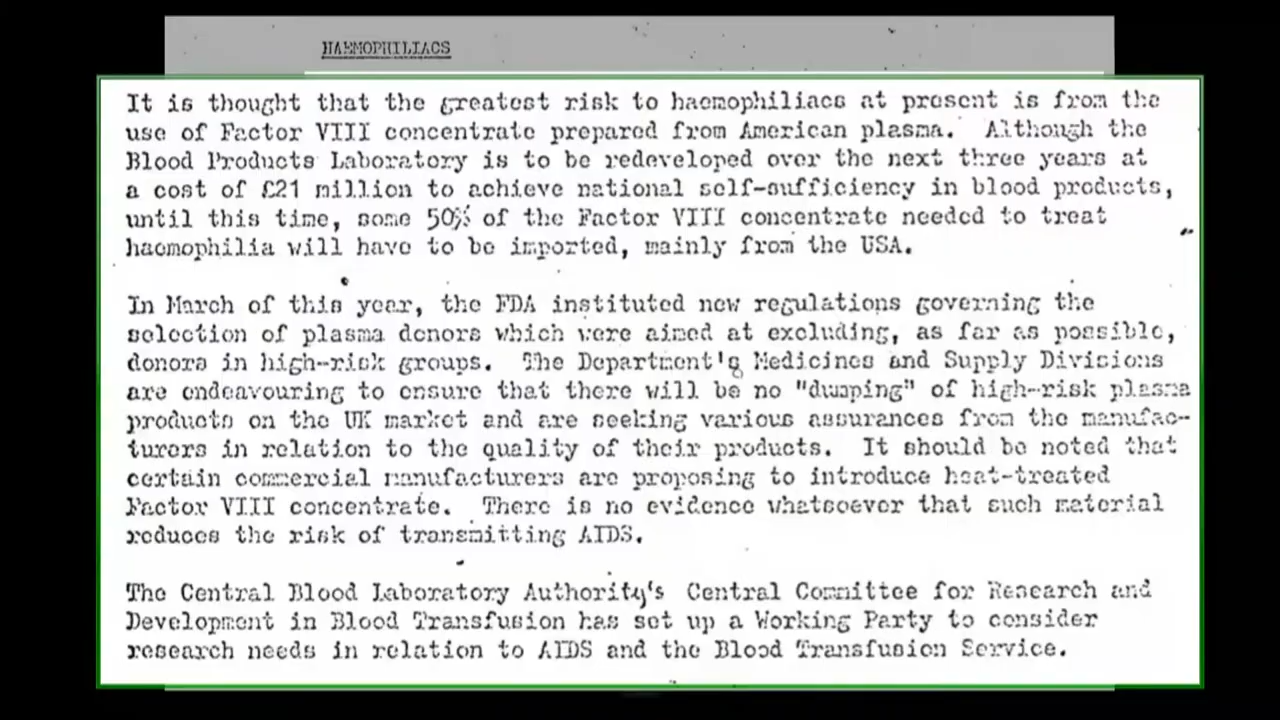 HAEMOPHILIACS
It is thought that the greatest risk to haemophiliacs at present is from the
use of Factor VIII concentrate prepared from American plasma. Although the
Blood Products Laboratory is to be redeveloped over the next three years at
a cost of £21 million to achieve national self-sufficiency in blood products,
until this time, some 50% of the Factor VIII concentrate needed to treat
haemophilia will have to be imported, mainly from the USA.
In March of this year, the FDA instituted new regulations governing the
selection of plasma donors which were aimed at excluding, as far as possible,
donors in high-risk groups. The Department's Medicines and Supply Divisions
are endeavouring to ensure that there will be no "dumping" of high-risk plasma
products on the UK market and are seeking various assurances from the manufac-
turers in relation to the quality of their products. It should be noted that
certain commercial manufacturers are proposing to introduce heat-treated
Factor VIII concentrate. There is no evidence whatsoever that such material
reduces the risk of transmitting AIDS.
The Central Blood Laboratory Authority's Central Committee for Research and
Development in Blood Transfusion has set up a Working Party to consider
research needs in relation to AIDS and the Blood Transfusion Service.